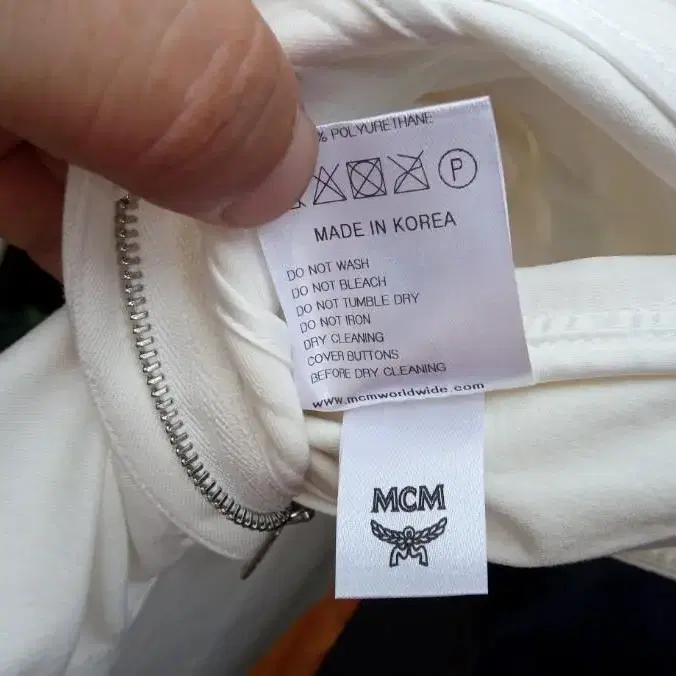 % POLYURETHANE
P
MADE IN KOREA
DO NOT WASH
DO NOT BLEACH
DO NOT TUMBLE DRY
DO NOT IRON
DRY CLEANING
COVER BUTTONS
BEFORE DRY CLEANING
www.mcmworldwide.com
MCM